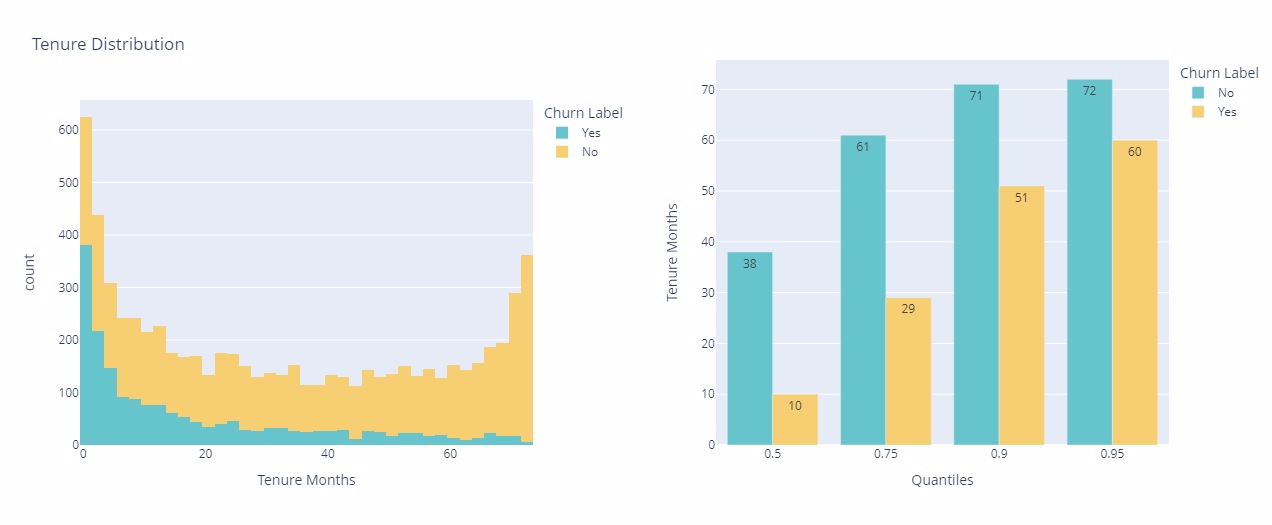 Tenure Distribution
Churn Label
Yes
No
600
500
400
300
200
100
0
count
0 20 40 60
Tenure Months
Churn Label
No
Yes
70
60
50
40
30
20
10
0
Tenure Months
38
10
61
29
71
51
72
60
0.5 0.75 0.9 0.95
Quantiles